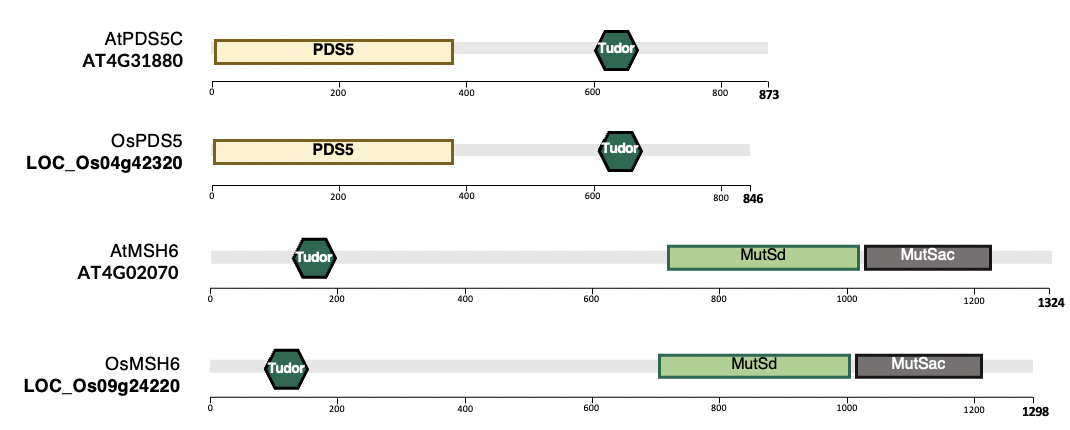 AtPDS5C
AT4G31880
PDS5
Tudor
0 200 400 600 800 873
OsPDS5
LOC_Os04g42320
PDS5
Tudor
0 200 400 600 800 846
AtMSH6
AT4G02070
Tudor
MutSd
MutSac
0 200 400 600 800 1000 1200 1324
OsMSH6
LOC_Os09g24220
Tudor
MutSd
MutSac
0 200 400 600 800 1000 1200 1298